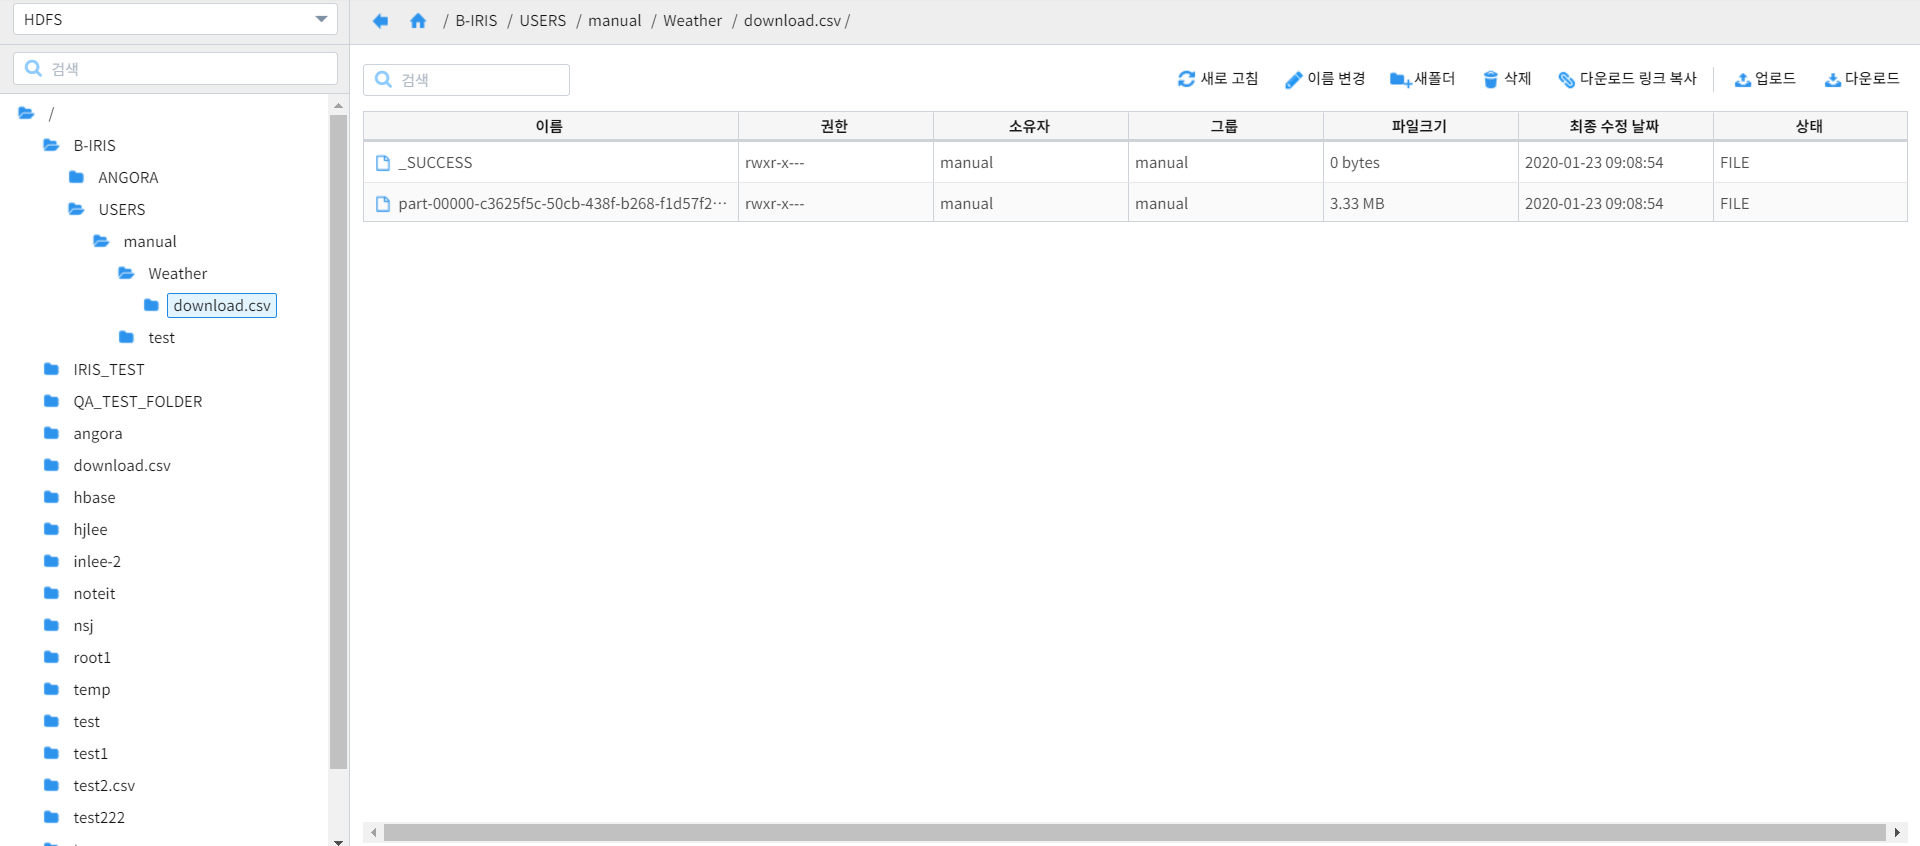 HDFS
검색
/
B-IRIS
ANGORA
USERS
manual
Weather
download.csv
test
IRIS_TEST
QA_TEST_FOLDER
angora
download.csv
hbase
hjlee
inlee-2
noteit
nsj
root1
temp
test
test1
test2.csv
test222
/ B-IRIS / USERS / manual / Weather / download.csv /
검색 새로 고침 이름 변경 새폴더 삭제 다운로드 링크 복사 업로드 다운로드
이름 권한 소유자 그룹 파일크기 최종 수정 날짜 상태
_SUCCESS rwxr-x--- manual manual 0 bytes 2020-01-23 09:08:54 FILE
part-00000-c3625f5c-50cb-438f-b268-f1d57f2··· rwxr-x--- manual manual 3.33 MB 2020-01-23 09:08:54 FILE